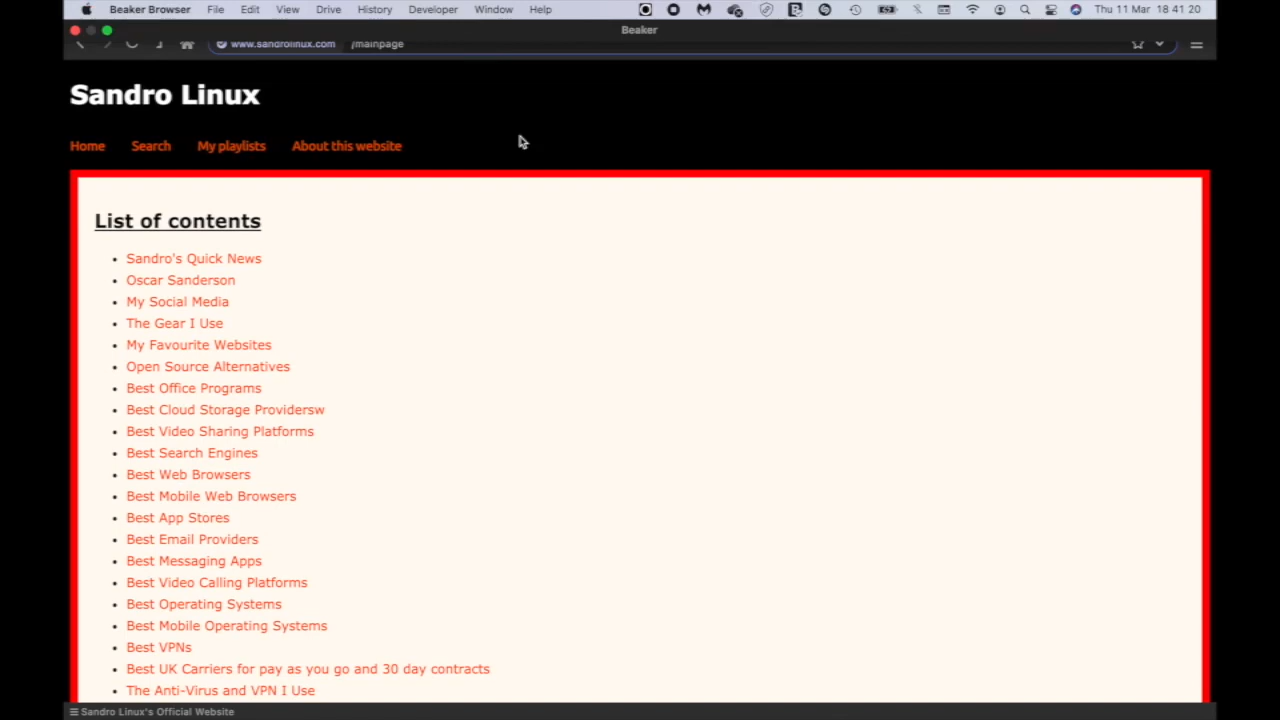 Beaker Browser File Edit View Drive History Developer Window Help Thu 11 Mar 18 41 20
Beaker
www.sandrolinux.com /mainpage
Sandro Linux
Home Search My playlists About this website
List of contents
Sandro's Quick News
Oscar Sanderson
My Social Media
The Gear I Use
My Favourite Websites
Open Source Alternatives
Best Office Programs
Best Cloud Storage Providersw
Best Video Sharing Platforms
Best Search Engines
Best Web Browsers
Best Mobile Web Browsers
Best App Stores
Best Email Providers
Best Messaging Apps
Best Video Calling Platforms
Best Operating Systems
Best Mobile Operating Systems
Best VPNs
Best UK Carriers for pay as you go and 30 day contracts
The Anti-Virus and VPN I Use
Sandro Linux's Official Website